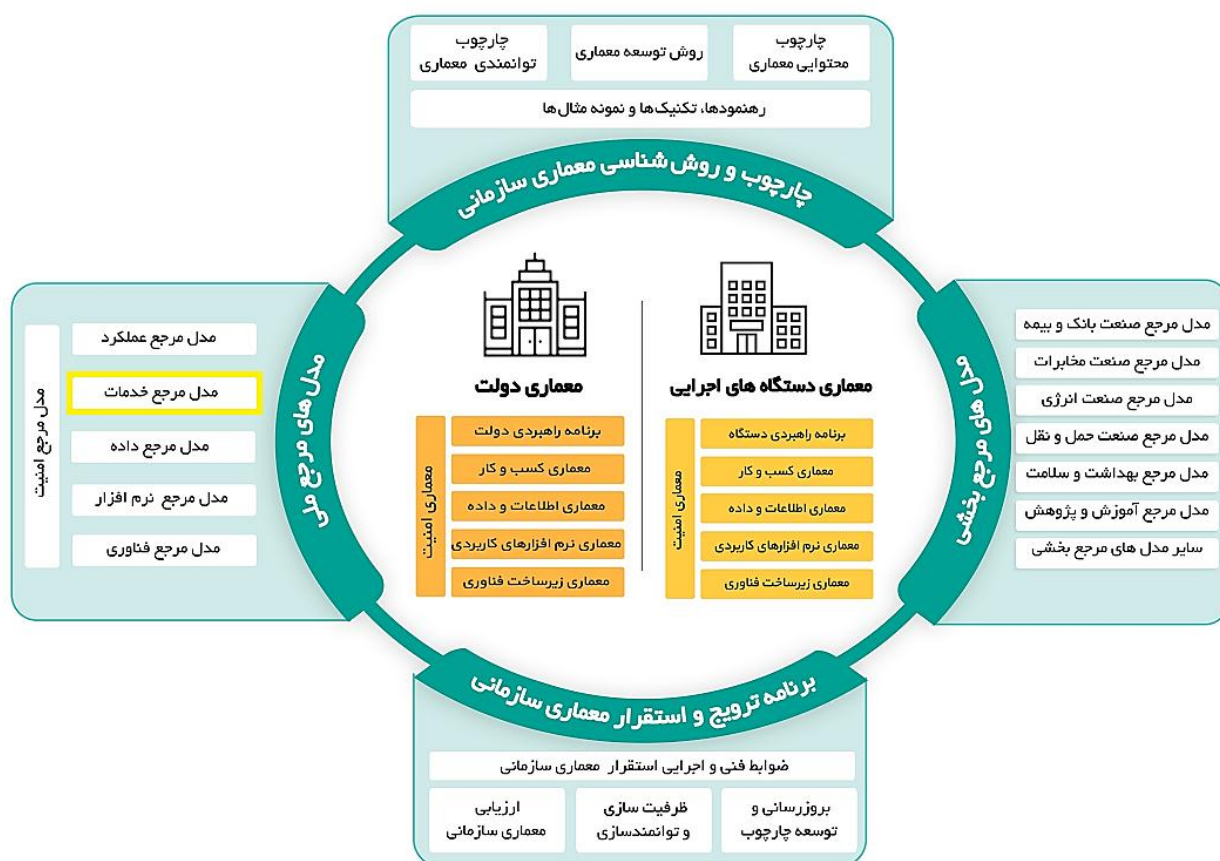 چارچوب
محتوایی معماری
روش توسعه معماری
چارچوب
توانمندی معماری
رهنمودها، تکنیک‌ها و نمونه مثال‌ها
چارچوب و روش شناسی معماری سازمانی
مدل های مرجع بخشی
مدل مرجع صنعت بانک و بیمه
مدل مرجع صنعت مخابرات
مدل مرجع صنعت انرژی
مدل مرجع صنعت حمل و نقل
مدل مرجع بهداشت و سلامت
مدل مرجع آموزش و پژوهش
سایر مدل های مرجع بخشی
معماری دستگاه های اجرایی
برنامه راهبردی دستگاه
معماری کسب و کار
معماری اطلاعات و داده
معماری نرم افزارهای کاربردی
معماری زیرساخت فناوری
معماری امنیت
معماری دولت
برنامه راهبردی دولت
معماری کسب و کار
معماری اطلاعات و داده
معماری نرم افزارهای کاربردی
معماری زیرساخت فناوری
معماری امنیت
مدل های مرجع ملی
مدل مرجع عملکرد
مدل مرجع خدمات
مدل مرجع داده
مدل مرجع نرم افزار
مدل مرجع فناوری
مدل مرجع امنیت
برنامه ترویج و استقرار معماری سازمانی
ضوابط فنی و اجرایی استقرار معماری سازمانی
بروزرسانی و
توسعه چارچوب
ظرفیت سازی
و توانمندسازی
ارزیابی
معماری سازمانی